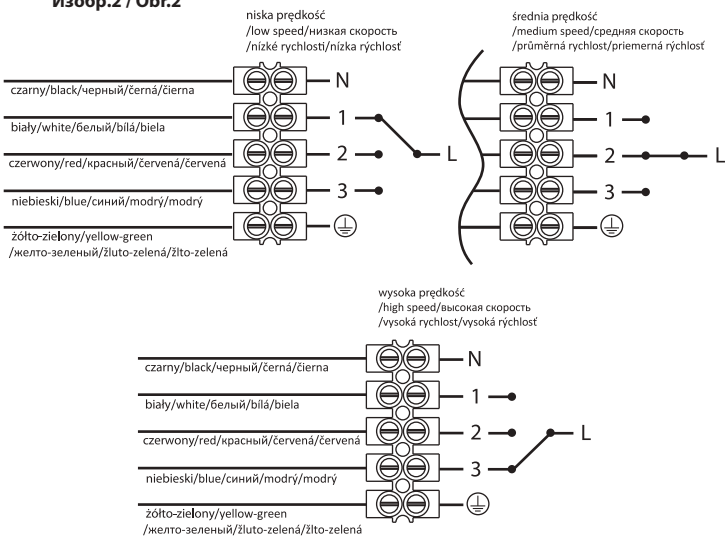 Изобр.2 / Obr.2
niska prędkość
/low speed/низкая скорость
/nízké rychlosti/nízka rýchlosť
czarny/black/черный/černá/čierna
biały/white/белый/bílá/biela
czerwony/red/красный/červená/červená
niebieski/blue/синий/modrý/modrý
żółto-zielony/yellow-green
/желто-зеленый/žluto-zelená/žlto-zelená
N
1
2
3
L
średnia prędkość
/medium speed/средняя скорость
/průměrná rychlost/priemerná rýchlosť
N
1
2
3
L
wysoka prędkość
/high speed/высокая скорость
/vysoká rychlost/vysoká rýchlosť
czarny/black/черный/černá/čierna
biały/white/белый/bílá/biela
czerwony/red/красный/červená/červená
niebieski/blue/синий/modrý/modrý
żółto-zielony/yellow-green
/желто-зеленый/žluto-zelená/žlto-zelená
N
1
2
3
L